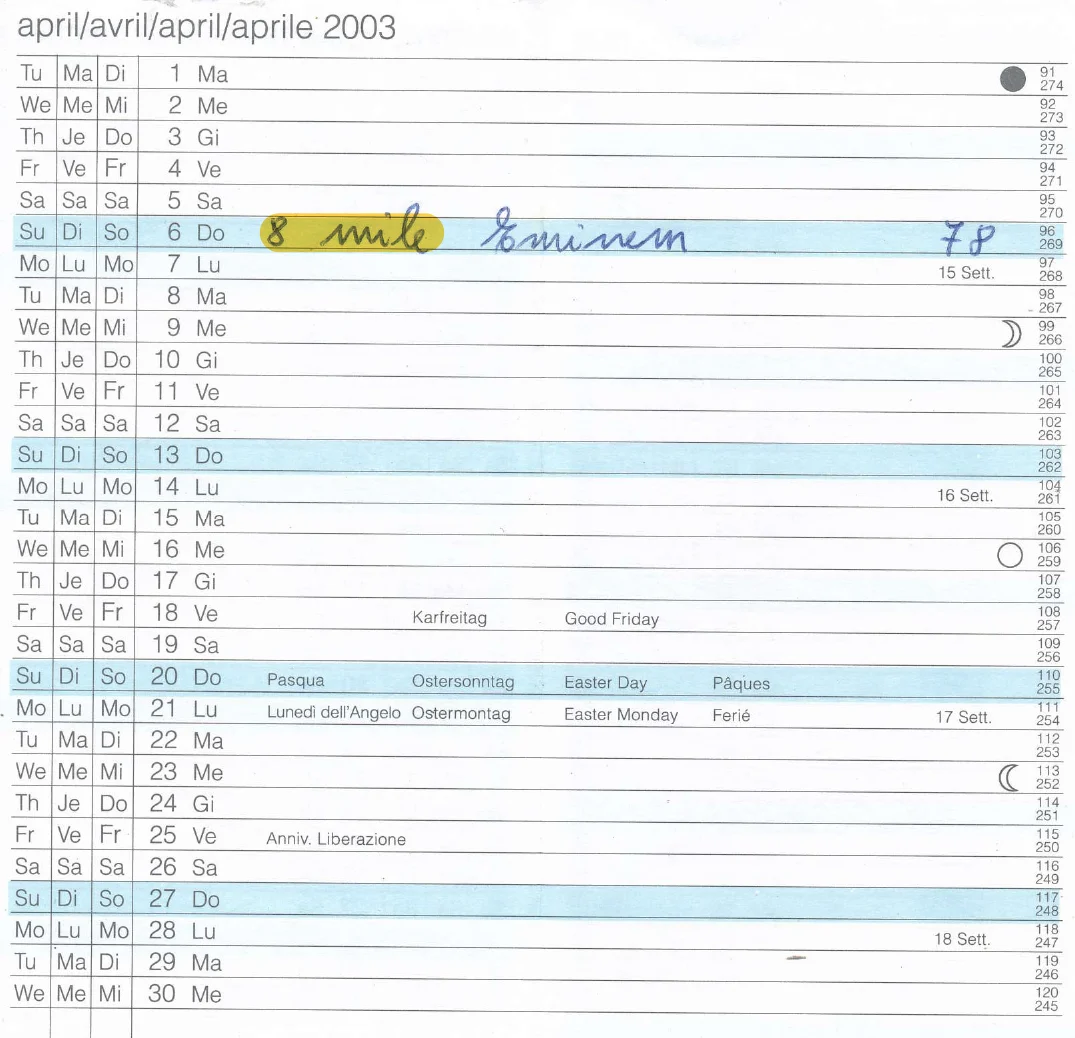 april/avril/april/aprile 2003
Tu Ma Di 1 Ma 91 274
We Me Mi 2 Me 92 273
Th Je Do 3 Gi 93 272
Fr Ve Fr 4 Ve 94 271
Sa Sa Sa 5 Sa 95 270
Su Di So 6 Do 8 mile Eminem 78 96 269
Mo Lu Mo 7 Lu 15 Sett. 97 268
Tu Ma Di 8 Ma 98 267
We Me Mi 9 Me 99 266
Th Je Do 10 Gi 100 265
Fr Ve Fr 11 Ve 101 264
Sa Sa Sa 12 Sa 102 263
Su Di So 13 Do 103 262
Mo Lu Mo 14 Lu 16 Sett. 104 261
Tu Ma Di 15 Ma 105 260
We Me Mi 16 Me 106 259
Th Je Do 17 Gi 107 258
Fr Ve Fr 18 Ve Karfreitag Good Friday 108 257
Sa Sa Sa 19 Sa 109 256
Su Di So 20 Do Pasqua Ostersonntag Easter Day Pâques 110 255
Mo Lu Mo 21 Lu Lunedì dell'Angelo Ostermontag Easter Monday Ferié 17 Sett. 111 254
Tu Ma Di 22 Ma 112 253
We Me Mi 23 Me 113 252
Th Je Do 24 Gi 114 251
Fr Ve Fr 25 Ve Anniv. Liberazione 115 250
Sa Sa Sa 26 Sa 116 249
Su Di So 27 Do 117 248
Mo Lu Mo 28 Lu 18 Sett. 118 247
Tu Ma Di 29 Ma 119 246
We Me Mi 30 Me 120 245